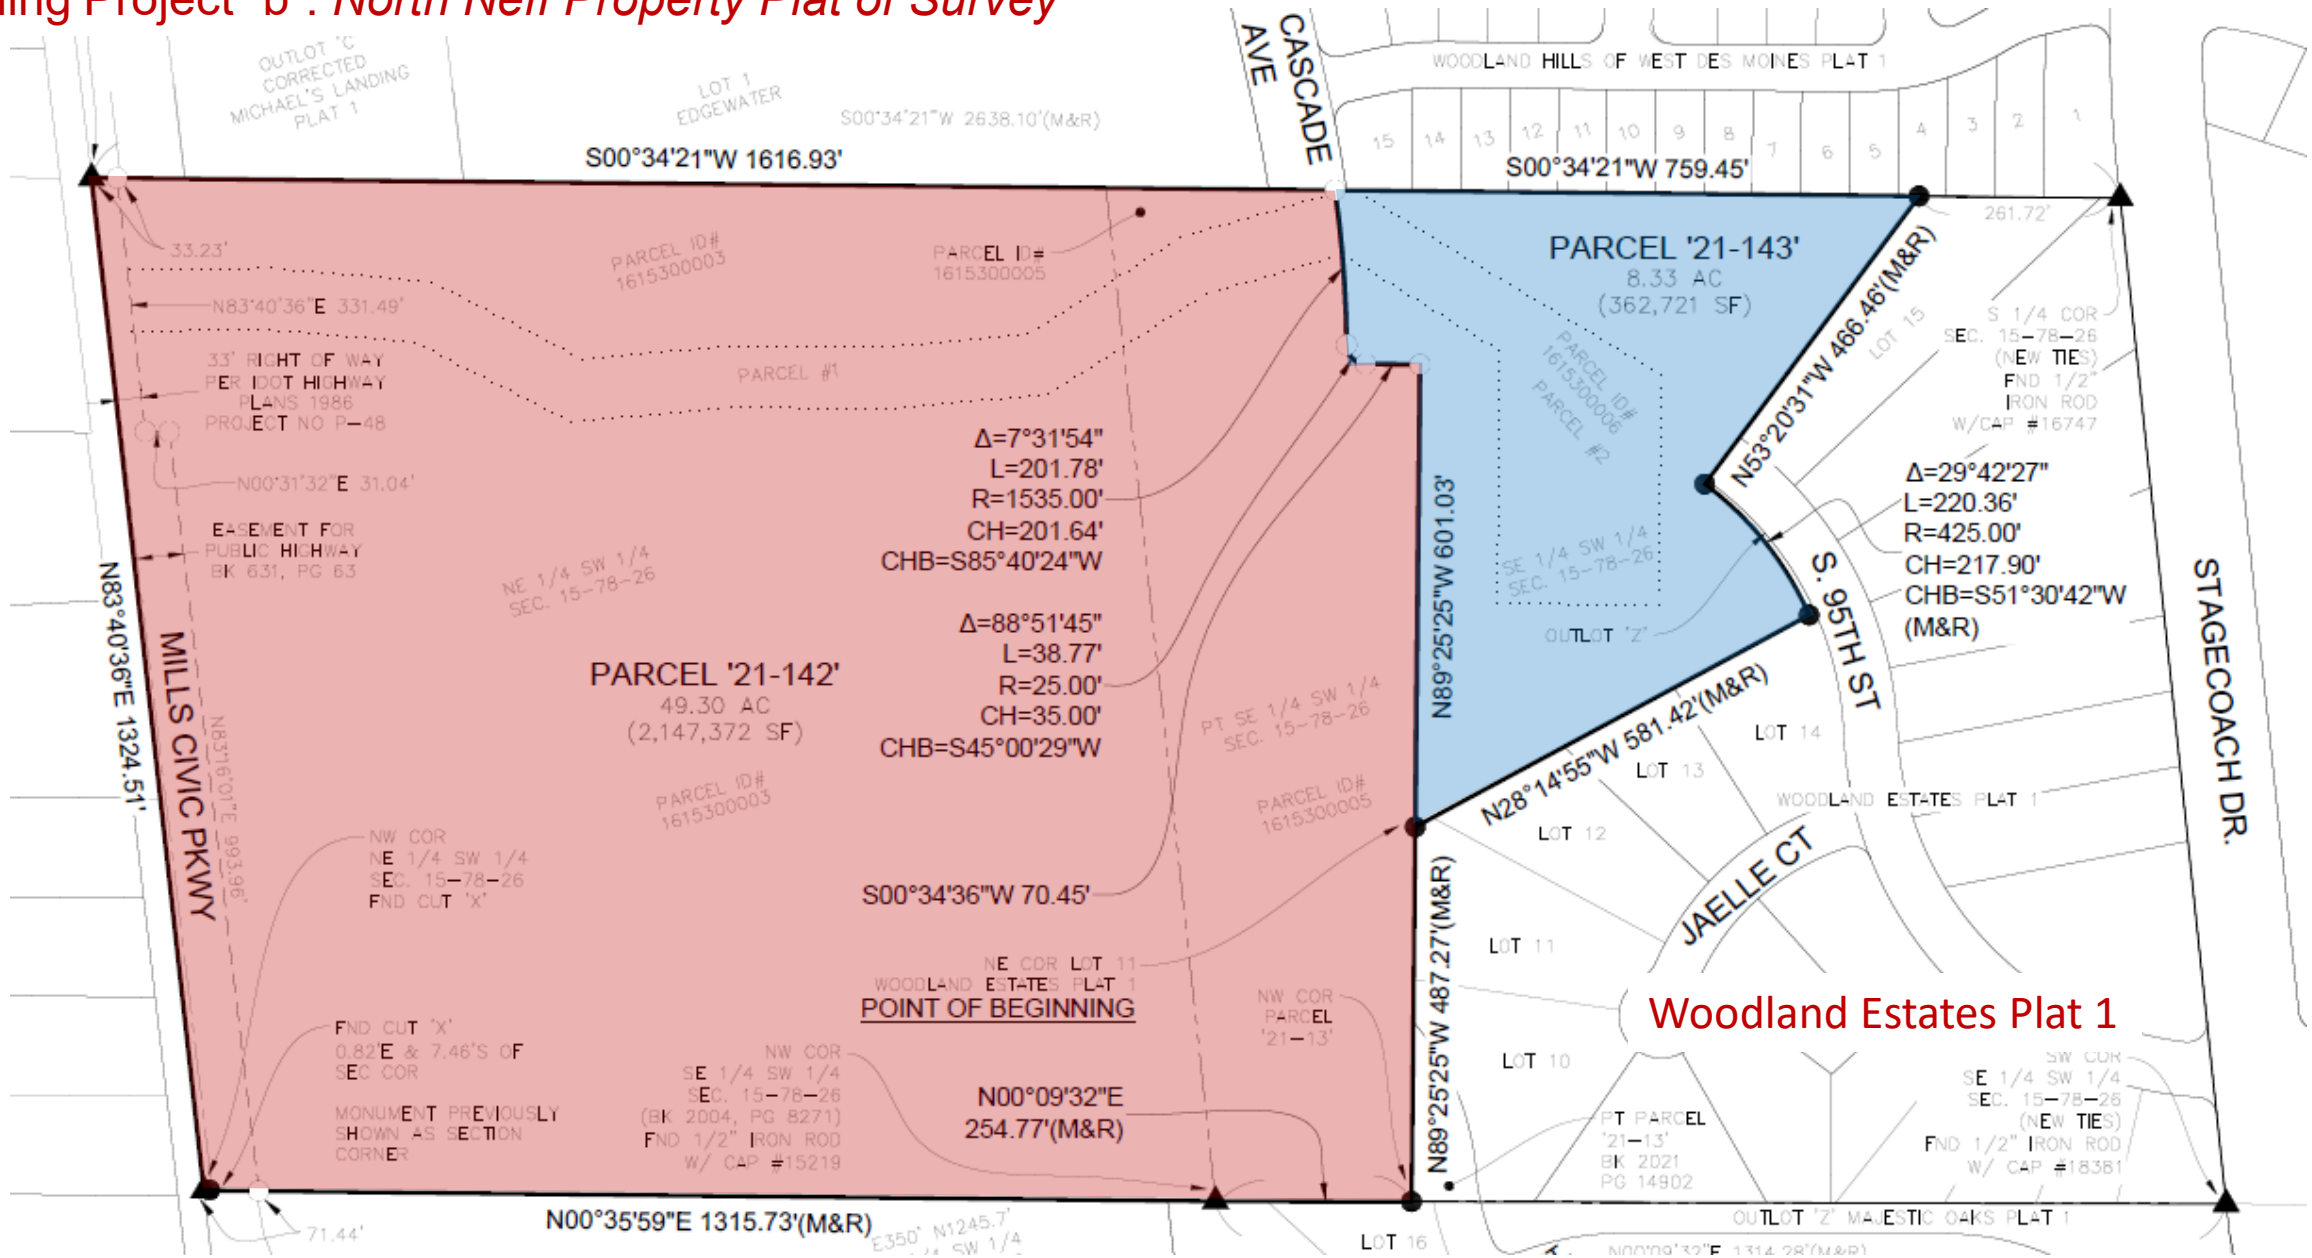 ing Project "b": North Neff Property Plat of Survey
OUTLOT 'C'
CORRECTED
MICHAEL'S LANDING
PLAT 1
LOT 1
EDGEWATER
S00°34'21"W 2638.10'(M&R)
CASCADE
AVE
WOODLAND HILLS OF WEST DES MOINES PLAT 1
15
14
13
12
11
10
9
8
7
6
5
4
3
2
1
S00°34'21"W 1616.93'
S00°34'21"W 759.45'
261.72'
33.23'
PARCEL ID#
1615300003
PARCEL ID#
1615300005
PARCEL '21-143'
8.33 AC
(362,721 SF)
N83°40'36"E 331.49'
33' RIGHT OF WAY
PER IDOT HIGHWAY
PLANS 1986
PROJECT NO P-48
PARCEL #1
PARCEL ID#
1615300006
PARCEL #2
N53°20'31"W 466.46'(M&R)
LOT 15
S 1/4 COR
SEC. 15-78-26
(NEW TIES)
FND 1/2"
IRON ROD
W/CAP #16747
N00°31'32"E 31.04'
EASEMENT FOR
PUBLIC HIGHWAY
BK 631, PG 63
Δ=7°31'54"
L=201.78'
R=1535.00'
CH=201.64'
CHB=S85°40'24"W
Δ=29°42'27"
L=220.36'
R=425.00'
CH=217.90'
CHB=S51°30'42"W
(M&R)
NE 1/4 SW 1/4
SEC. 15-78-26
SE 1/4 SW 1/4
SEC. 15-78-26
N89°25'25"W 601.03'
N83°40'36"E 1324.51'
MILLS CIVIC PKWY
N83°16'01"E 993.96'
Δ=88°51'45"
L=38.77'
R=25.00'
CH=35.00'
CHB=S45°00'29"W
OUTLOT 'Z'
S. 95TH ST
STAGECOACH DR.
PARCEL '21-142'
49.30 AC
(2,147,372 SF)
PARCEL ID#
1615300003
PT SE 1/4 SW 1/4
SEC. 15-78-26
PARCEL ID#
1615300005
N28°14'55"W 581.42'(M&R)
LOT 14
LOT 13
LOT 12
WOODLAND ESTATES PLAT 1
JAELLE CT
NW COR
NE 1/4 SW 1/4
SEC. 15-78-26
FND CUT 'X'
S00°34'36"W 70.45'
NE COR LOT 11
WOODLAND ESTATES PLAT 1
POINT OF BEGINNING
NW COR
PARCEL
'21-13'
N89°25'25"W 487.27'(M&R)
LOT 11
Woodland Estates Plat 1
LOT 10
FND CUT 'X'
0.82'E & 7.46'S OF
SEC COR
MONUMENT PREVIOUSLY
SHOWN AS SECTION
CORNER
NW COR
SE 1/4 SW 1/4
SEC. 15-78-26
(BK 2004, PG 8271)
FND 1/2" IRON ROD
W/ CAP #15219
N00°09'32"E
254.77'(M&R)
PT PARCEL
'21-13'
BK 2021
PG 14902
SW COR
SE 1/4 SW 1/4
SEC. 15-78-26
(NEW TIES)
FND 1/2" IRON ROD
W/ CAP #18381
71.44'
N00°35'59"E 1315.73'(M&R)
E350' N1245.7'
SW 1/4
LOT 16
OUTLOT 'Z' MAJESTIC OAKS PLAT 1
N00°09'32"E 1314.28'(M&R)